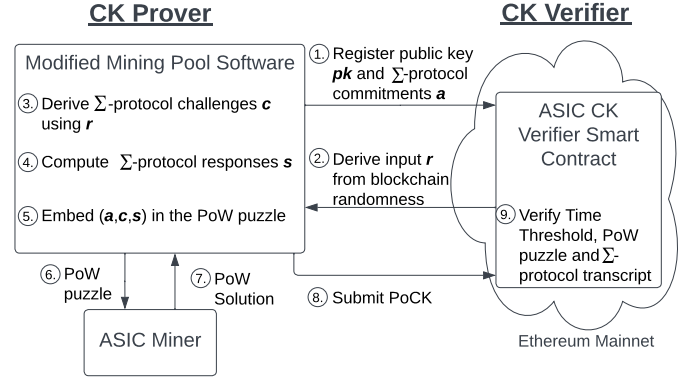 CK Prover
CK Verifier
Modified Mining Pool Software
3. Derive ∑-protocol challenges c
using r
4. Compute ∑-protocol responses s
5. Embed (a,c,s) in the PoW puzzle
1. Register public key
pk and ∑-protocol
commitments a
2. Derive input r
from blockchain
randomness
ASIC CK
Verifier Smart
Contract
9. Verify Time
Threshold, PoW
puzzle and ∑-
protocol transcript
6. PoW
puzzle
7. PoW
Solution
8. Submit PoCK
ASIC Miner
Ethereum Mainnet